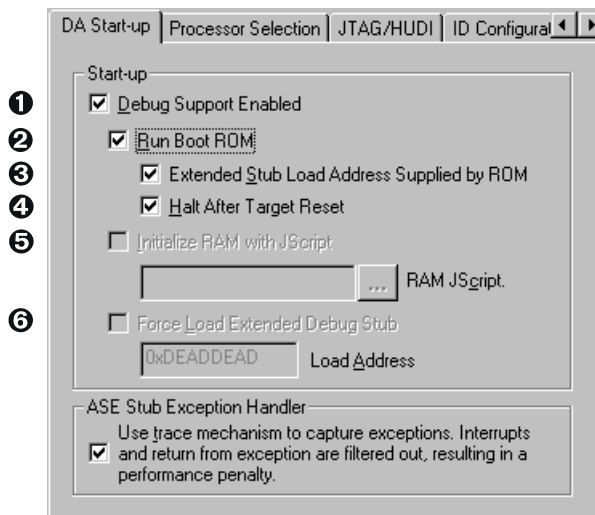 DA Start-up Processor Selection JTAG/HUDI ID Configurat
Start-up
❶ Debug Support Enabled
❷ Run Boot ROM
❸ Extended Stub Load Address Supplied by ROM
❹ Halt After Target Reset
❺ Initialize RAM with JScript
... RAM JScript.
❻ Force Load Extended Debug Stub
0xDEADDEAD Load Address
ASE Stub Exception Handler
Use trace mechanism to capture exceptions. Interrupts
and return from exception are filtered out, resulting in a
performance penalty.